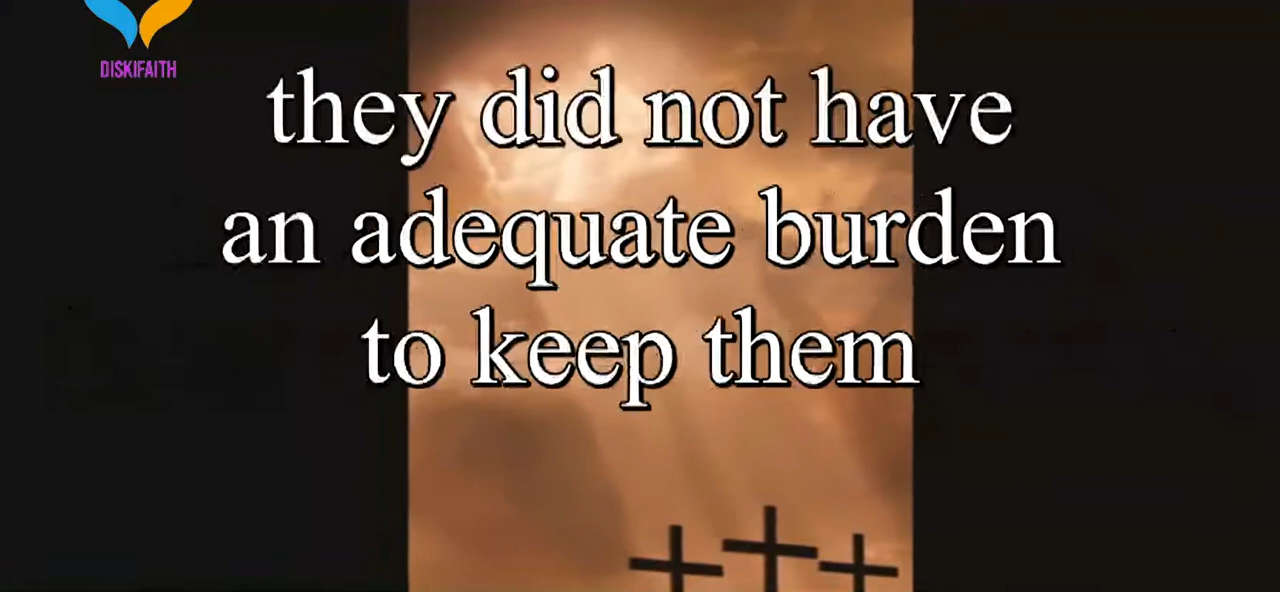 DISKIFAITH
they did not have
an adequate burden
to keep them